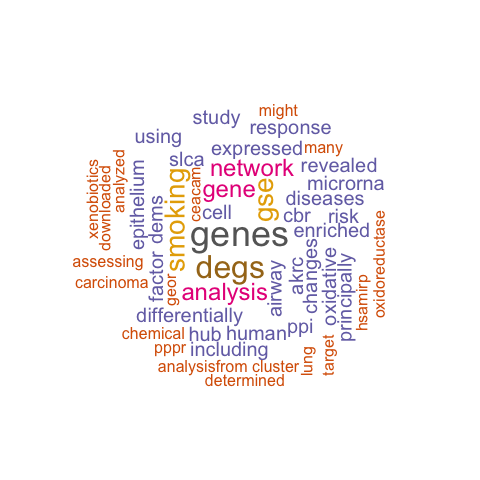 might
study
response
using
expressed
many
slca
network
revealed
xenobiotics
downloaded
analyzed
epithelium
dems
smoking
ceacam
gene
gse
microrna
diseases
cell
cbr
risk
genes
enriched
assessing
factor
degs
airway
akrc
changes
oxidative
principally
hsamirp
oxidoreductase
carcinoma
geor
analysis
differentially
chemical
hub
human
ppi
pppr
including
lung
target
analysisfrom
cluster
determined